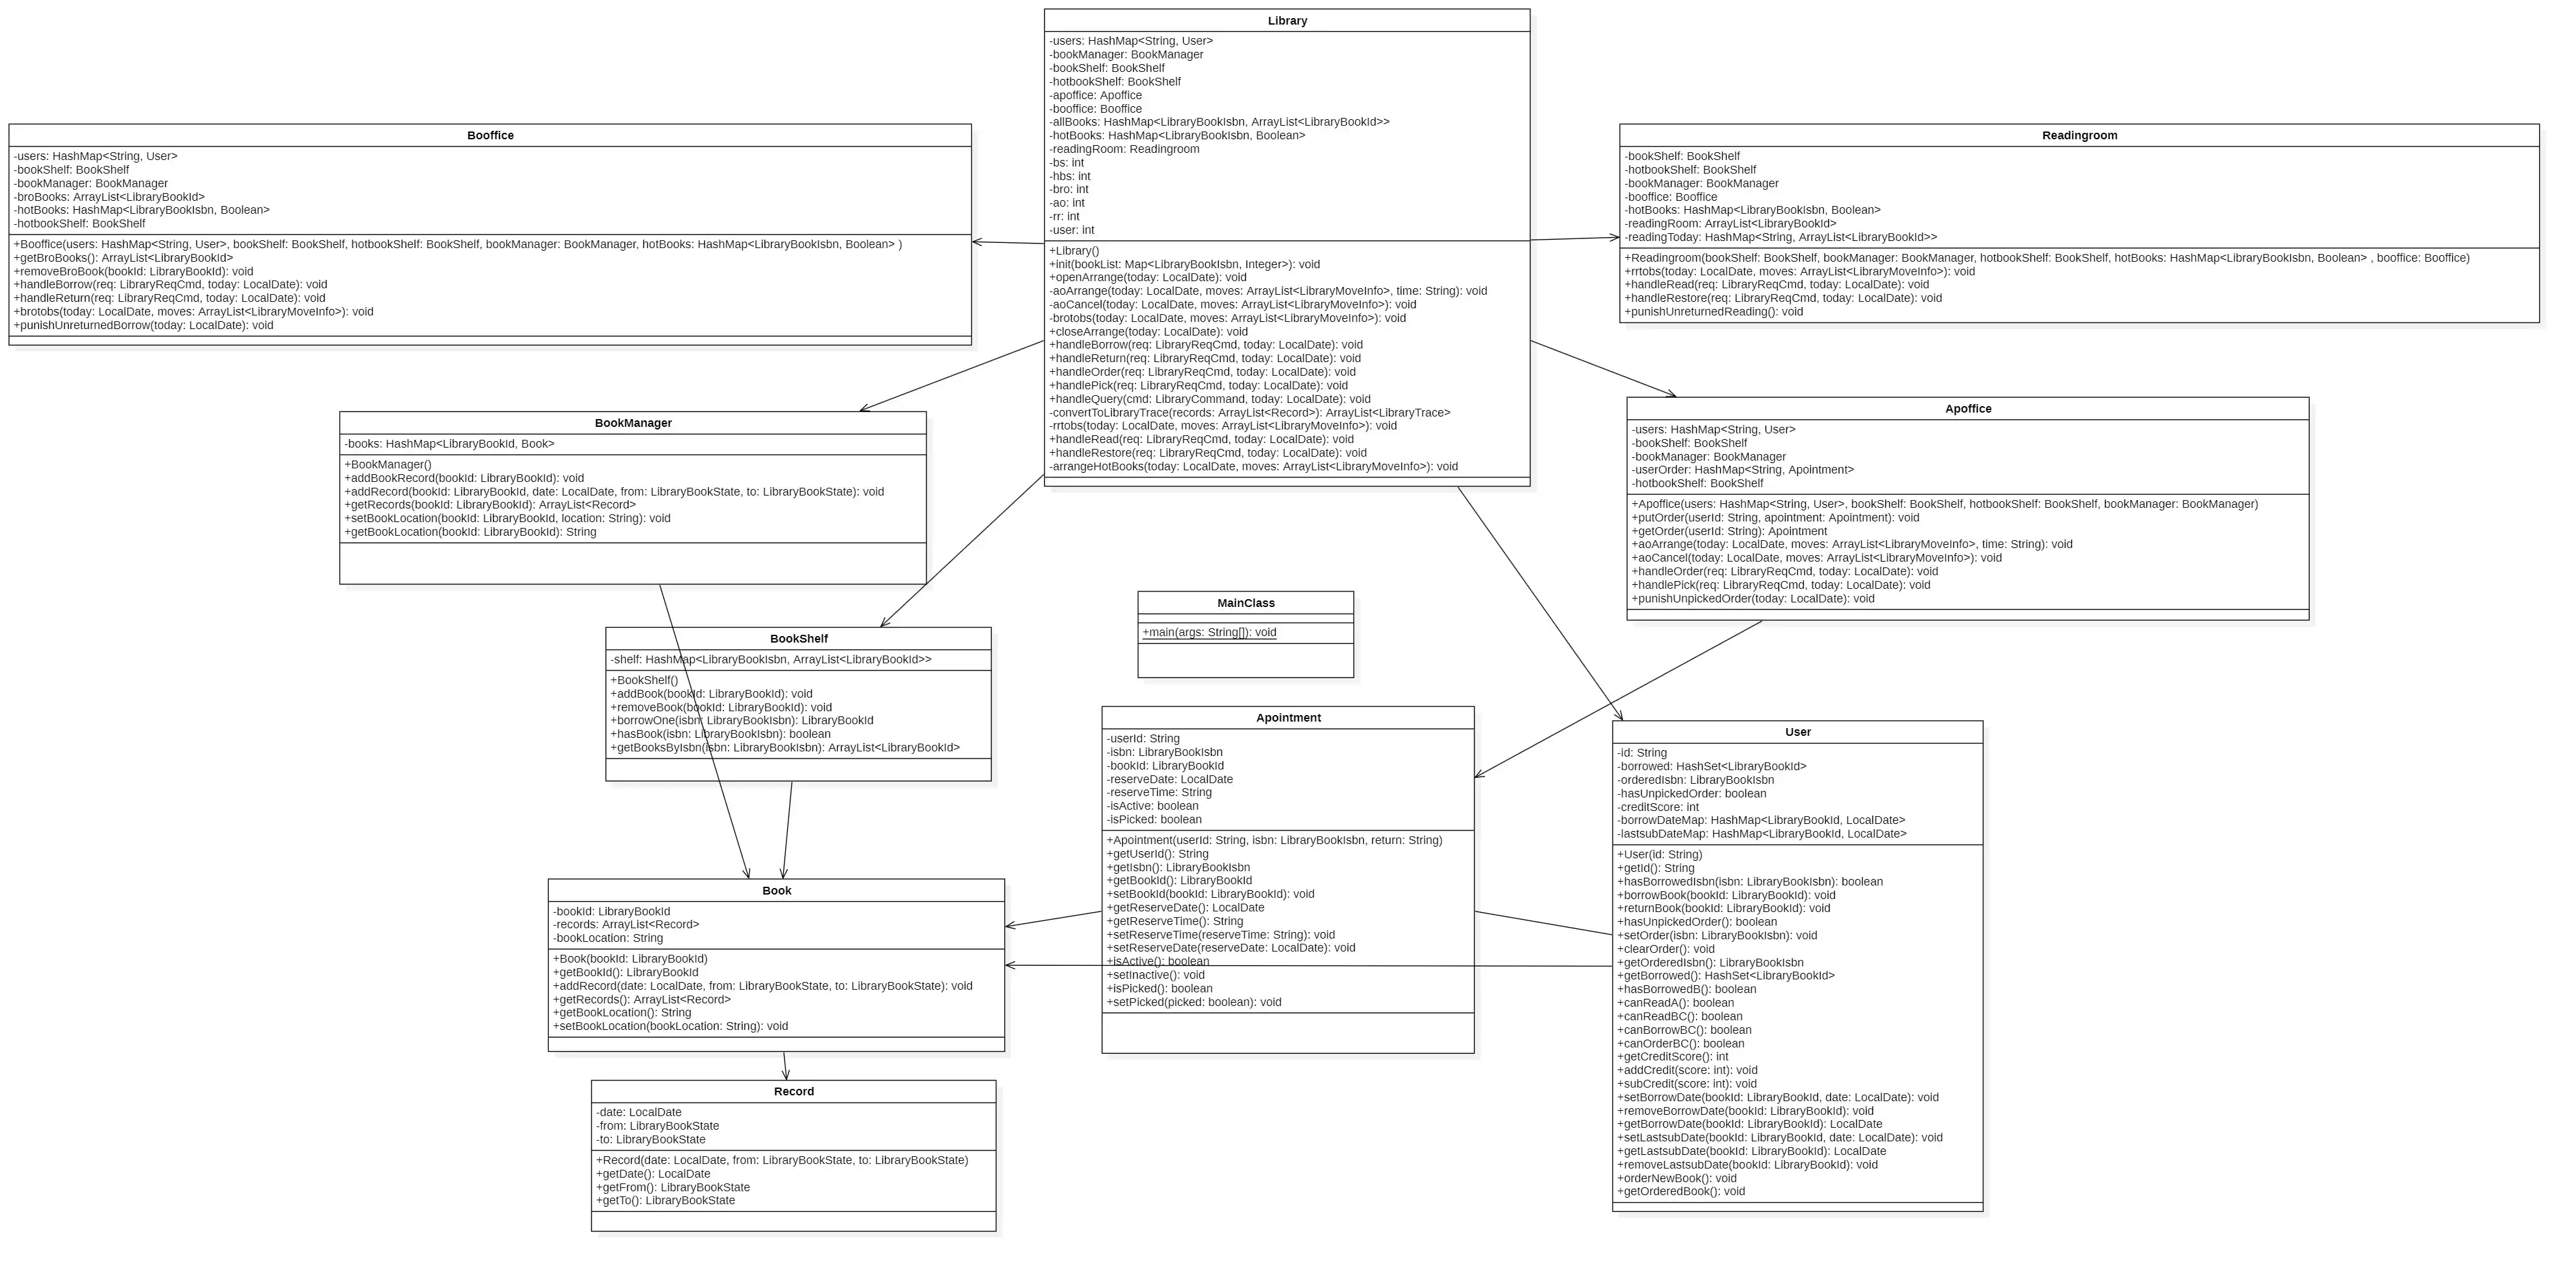 Library
-users: HashMap<String, User>
-bookManager: BookManager
-bookShelf: BookShelf
-hotbookShelf: BookShelf
-apoffice: Apoffice
-booffice: Booffice
-allBooks: HashMap<LibraryBookIsbn, ArrayList<LibraryBookId>>
-hotBooks: HashMap<LibraryBookIsbn, Boolean>
-readingRoom: Readingroom
-bs: int
-hbs: int
-bro: int
-ao: int
-rr: int
-user: int
+Library()
+init(bookList: Map<LibraryBookIsbn, Integer>): void
+openArrange(today: LocalDate): void
-aoArrange(today: LocalDate, moves: ArrayList<LibraryMoveInfo>, time: String): void
-aoCancel(today: LocalDate, moves: ArrayList<LibraryMoveInfo>): void
-brotobs(today: LocalDate, moves: ArrayList<LibraryMoveInfo>): void
+closeArrange(today: LocalDate): void
+handleBorrow(req: LibraryReqCmd, today: LocalDate): void
+handleReturn(req: LibraryReqCmd, today: LocalDate): void
+handleOrder(req: LibraryReqCmd, today: LocalDate): void
+handlePick(req: LibraryReqCmd, today: LocalDate): void
+handleQuery(cmd: LibraryCommand, today: LocalDate): void
-convertToLibraryTrace(records: ArrayList<Record>): ArrayList<LibraryTrace>
-rrtobs(today: LocalDate, moves: ArrayList<LibraryMoveInfo>): void
+handleRead(req: LibraryReqCmd, today: LocalDate): void
+handleRestore(req: LibraryReqCmd, today: LocalDate): void
-arrangeHotBooks(today: LocalDate, moves: ArrayList<LibraryMoveInfo>): void
Booffice
-users: HashMap<String, User>
-bookShelf: BookShelf
-bookManager: BookManager
-broBooks: ArrayList<LibraryBookId>
-hotBooks: HashMap<LibraryBookIsbn, Boolean>
-hotbookShelf: BookShelf
+Booffice(users: HashMap<String, User>, bookShelf: BookShelf, hotbookShelf: BookShelf, bookManager: BookManager, hotBooks: HashMap<LibraryBookIsbn, Boolean> )
+getBroBooks(): ArrayList<LibraryBookId>
+removeBroBook(bookId: LibraryBookId): void
+handleBorrow(req: LibraryReqCmd, today: LocalDate): void
+handleReturn(req: LibraryReqCmd, today: LocalDate): void
+brotobs(today: LocalDate, moves: ArrayList<LibraryMoveInfo>): void
+punishUnreturnedBorrow(today: LocalDate): void
Readingroom
-bookShelf: BookShelf
-hotbookShelf: BookShelf
-bookManager: BookManager
-booffice: Booffice
-hotBooks: HashMap<LibraryBookIsbn, Boolean>
-readingRoom: ArrayList<LibraryBookId>
-readingToday: HashMap<String, ArrayList<LibraryBookId>>
+Readingroom(bookShelf: BookShelf, bookManager: BookManager, hotbookShelf: BookShelf, hotBooks: HashMap<LibraryBookIsbn, Boolean> , booffice: Booffice)
+rrtobs(today: LocalDate, moves: ArrayList<LibraryMoveInfo>): void
+handleRead(req: LibraryReqCmd, today: LocalDate): void
+handleRestore(req: LibraryReqCmd, today: LocalDate): void
+punishUnreturnedReading(): void
BookManager
-books: HashMap<LibraryBookId, Book>
+BookManager()
+addBookRecord(bookId: LibraryBookId): void
+addRecord(bookId: LibraryBookId, date: LocalDate, from: LibraryBookState, to: LibraryBookState): void
+getRecords(bookId: LibraryBookId): ArrayList<Record>
+setBookLocation(bookId: LibraryBookId, location: String): void
+getBookLocation(bookId: LibraryBookId): String
Apoffice
-users: HashMap<String, User>
-bookShelf: BookShelf
-bookManager: BookManager
-userOrder: HashMap<String, Apointment>
-hotbookShelf: BookShelf
+Apoffice(users: HashMap<String, User>, bookShelf: BookShelf, hotbookShelf: BookShelf, bookManager: BookManager)
+putOrder(userId: String, apointment: Apointment): void
+getOrder(userId: String): Apointment
+aoArrange(today: LocalDate, moves: ArrayList<LibraryMoveInfo>, time: String): void
+aoCancel(today: LocalDate, moves: ArrayList<LibraryMoveInfo>): void
+handleOrder(req: LibraryReqCmd, today: LocalDate): void
+handlePick(req: LibraryReqCmd, today: LocalDate): void
+punishUnpickedOrder(today: LocalDate): void
MainClass
+main(args: String[]): void
BookShelf
-shelf: HashMap<LibraryBookIsbn, ArrayList<LibraryBookId>>
+BookShelf()
+addBook(bookId: LibraryBookId): void
+removeBook(bookId: LibraryBookId): void
+borrowOne(isbn: LibraryBookIsbn): LibraryBookId
+hasBook(isbn: LibraryBookIsbn): boolean
+getBooksByIsbn(isbn: LibraryBookIsbn): ArrayList<LibraryBookId>
Apointment
-userId: String
-isbn: LibraryBookIsbn
-bookId: LibraryBookId
-reserveDate: LocalDate
-reserveTime: String
-isActive: boolean
-isPicked: boolean
+Apointment(userId: String, isbn: LibraryBookIsbn, return: String)
+getUserId(): String
+getIsbn(): LibraryBookIsbn
+getBookId(): LibraryBookId
+setBookId(bookId: LibraryBookId): void
+getReserveDate(): LocalDate
+getReserveTime(): String
+setReserveTime(reserveTime: String): void
+setReserveDate(reserveDate: LocalDate): void
+isActive(): boolean
+setInactive(): void
+isPicked(): boolean
+setPicked(picked: boolean): void
User
-id: String
-borrowed: HashSet<LibraryBookId>
-orderedIsbn: LibraryBookIsbn
-hasUnpickedOrder: boolean
-creditScore: int
-borrowDateMap: HashMap<LibraryBookId, LocalDate>
-lastsubDateMap: HashMap<LibraryBookId, LocalDate>
+User(id: String)
+getId(): String
+hasBorrowedIsbn(isbn: LibraryBookIsbn): boolean
+borrowBook(bookId: LibraryBookId): void
+returnBook(bookId: LibraryBookId): void
+hasUnpickedOrder(): boolean
+setOrder(isbn: LibraryBookIsbn): void
+clearOrder(): void
+getOrderedIsbn(): LibraryBookIsbn
+getBorrowed(): HashSet<LibraryBookId>
+hasBorrowedB(): boolean
+canReadA(): boolean
+canReadBC(): boolean
+canBorrowBC(): boolean
+canOrderBC(): boolean
+getCreditScore(): int
+addCredit(score: int): void
+subCredit(score: int): void
+setBorrowDate(bookId: LibraryBookId, date: LocalDate): void
+removeBorrowDate(bookId: LibraryBookId): void
+getBorrowDate(bookId: LibraryBookId): LocalDate
+setLastsubDate(bookId: LibraryBookId, date: LocalDate): void
+getLastsubDate(bookId: LibraryBookId): LocalDate
+removeLastsubDate(bookId: LibraryBookId): void
+orderNewBook(): void
+getOrderedBook(): void
Book
-bookId: LibraryBookId
-records: ArrayList<Record>
-bookLocation: String
+Book(bookId: LibraryBookId)
+getBookId(): LibraryBookId
+addRecord(date: LocalDate, from: LibraryBookState, to: LibraryBookState): void
+getRecords(): ArrayList<Record>
+getBookLocation(): String
+setBookLocation(bookLocation: String): void
Record
-date: LocalDate
-from: LibraryBookState
-to: LibraryBookState
+Record(date: LocalDate, from: LibraryBookState, to: LibraryBookState)
+getDate(): LocalDate
+getFrom(): LibraryBookState
+getTo(): LibraryBookState